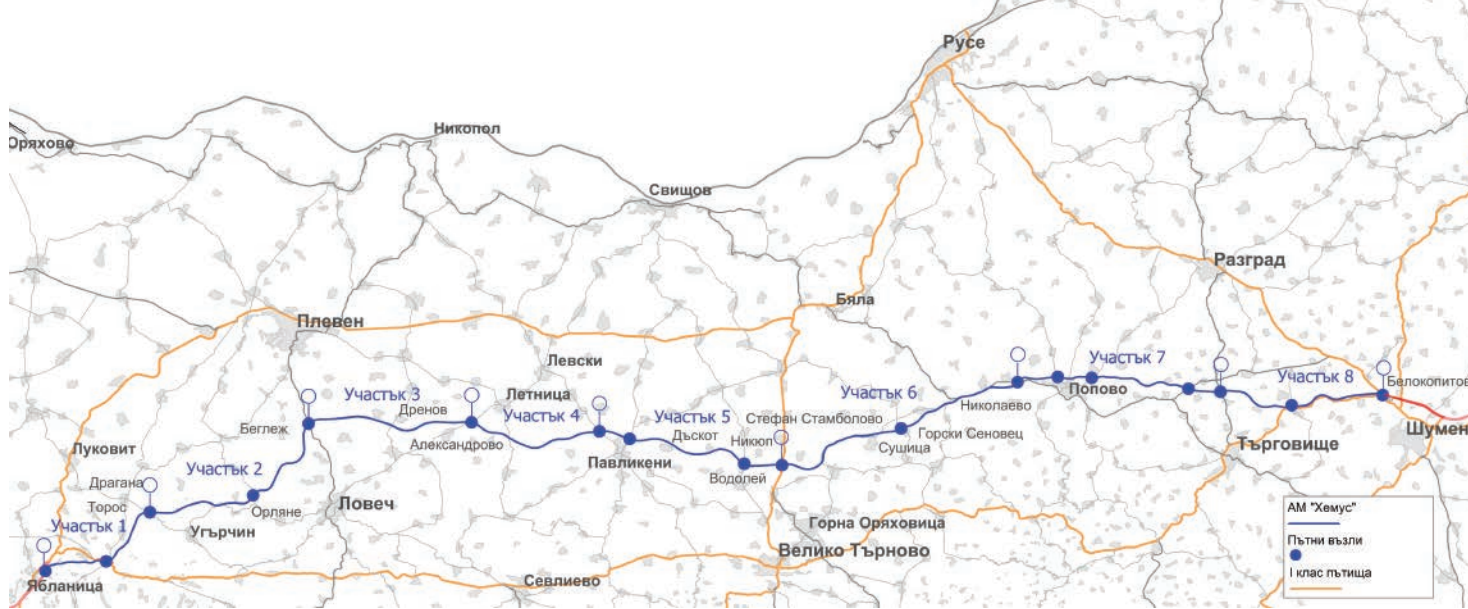 Русе
Никопол
Оряхово
Свищов
Разград
Бяла
Плевен
Левски
Участък 7
Участък 3
Летница
Участък 6
Участък 8
Белокопитово
Дренов
Участък 4
Николаево
Попово
Беглеж
Александрово
Участък 5
Стефан Стамболово
Дъскот
Никюп
Горски Сеновец
Шумен
Луковит
Сушица
Търговище
Участък 2
Павликени
Водолей
Драгана
Торос
Орляне
Ловеч
АМ "Хемус"
Участък 1
Угърчин
Горна Оряховица
Пътни възли
Велико Търново
I клас пътища
Ябланица
Севлиево